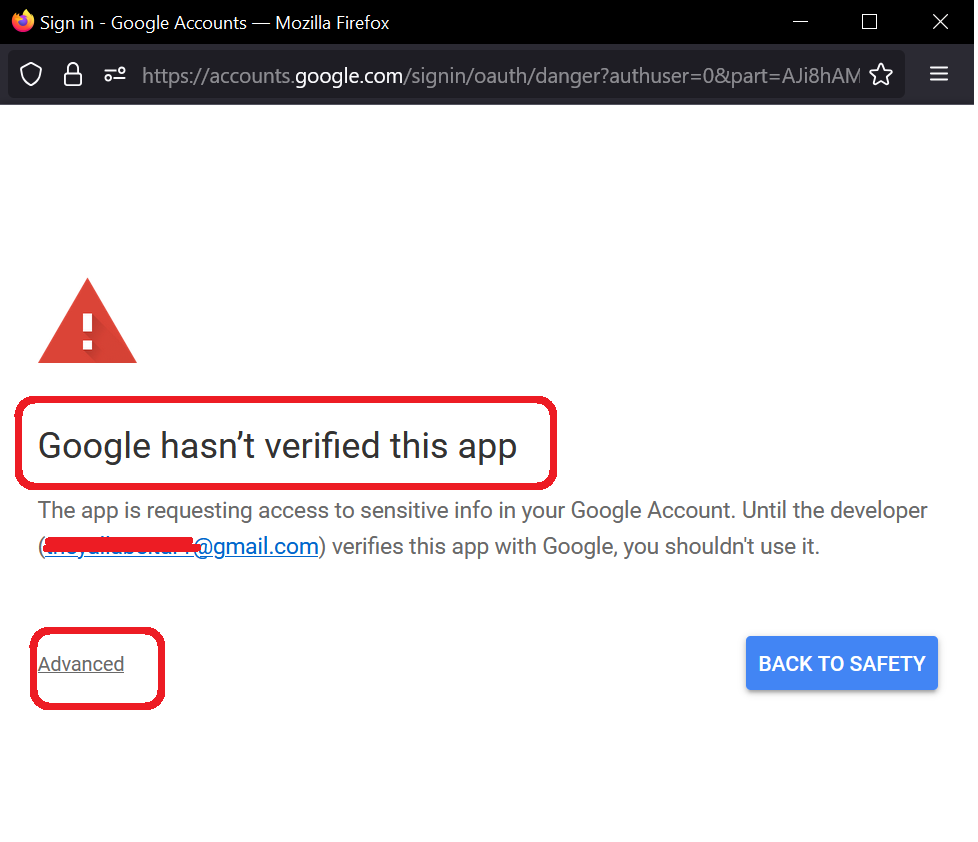 Sign in - Google Accounts — Mozilla Firefox
https://accounts.google.com/signin/oauth/danger?authuser=0&part=AJi8hAM
Google hasn't verified this app
The app is requesting access to sensitive info in your Google Account. Until the developer
(@gmail.com) verifies this app with Google, you shouldn't use it.
Advanced
BACK TO SAFETY